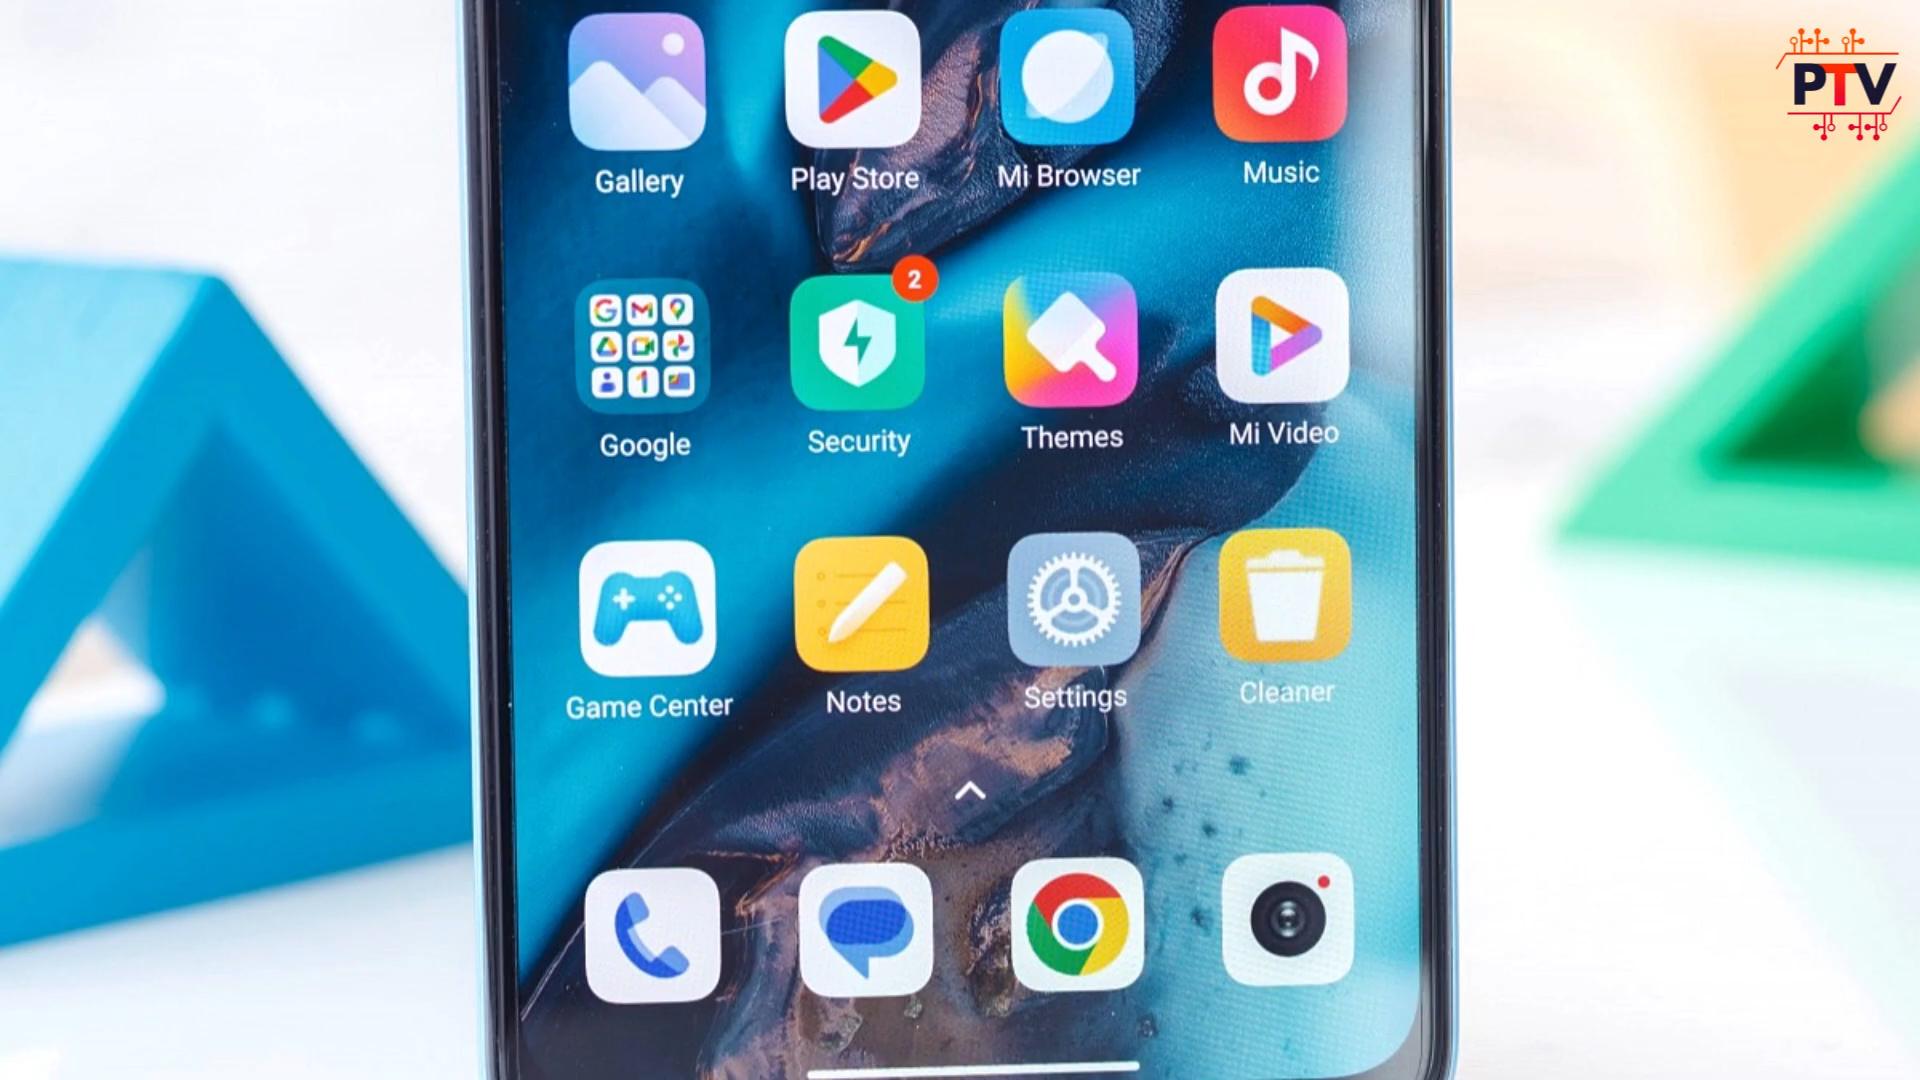 PTV
Gallery
Play Store
Mi Browser
Music
2
Google
Security
Themes
Mi Video
Game Center
Notes
Settings
Cleaner